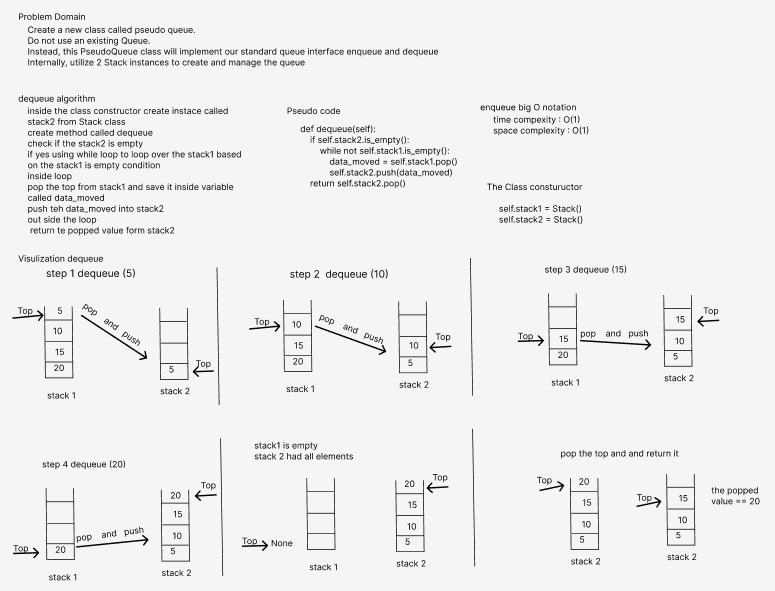 Problem Domain
Create a new class called pseudo queue.
Do not use an existing Queue.
Instead, this PseudoQueue class will implement our standard queue interface enqueue and dequeue
Internally, utilize 2 Stack instances to create and manage the queue
dequeue algorithm
inside the class constructor create instace called
stack2 from Stack class
create method called dequeue
check if the stack2 is empty
if yes using while loop to loop over the stack1 based
on the stack1 is empty condition
inside loop
pop the top from stack1 and save it inside variable
called data_moved
push teh data_moved into stack2
out side the loop
return te popped value form stack2
Pseudo code
def dequeue(self):
if self.stack2.is_empty():
while not self.stack1.is_empty():
data_moved = self.stack1.pop()
self.stack2.push(data_moved)
return self.stack2.pop()
enqueue big O notation
time compexity : O(1)
space complexity : O(1)
The Class constuructor
self.stack1 = Stack()
self.stack2 = Stack()
Visulization dequeue
step 1 dequeue (5)
Top
5
10
15
20
pop and push
5
Top
stack 1
stack 2
step 2 dequeue (10)
Top
10
15
20
pop and push
10
5
Top
stack 1
stack 2
step 3 dequeue (15)
Top
15
20
pop and push
15
10
5
Top
stack 1
stack 2
step 4 dequeue (20)
Top
20
pop and push
20
15
10
5
Top
stack 1
stack 2
stack1 is empty
stack 2 had all elements
Top
None
20
15
10
5
Top
stack 1
stack 2
pop the top and and return it
Top
20
15
10
5
stack 2
Top
15
10
5
stack 2
the popped
value == 20